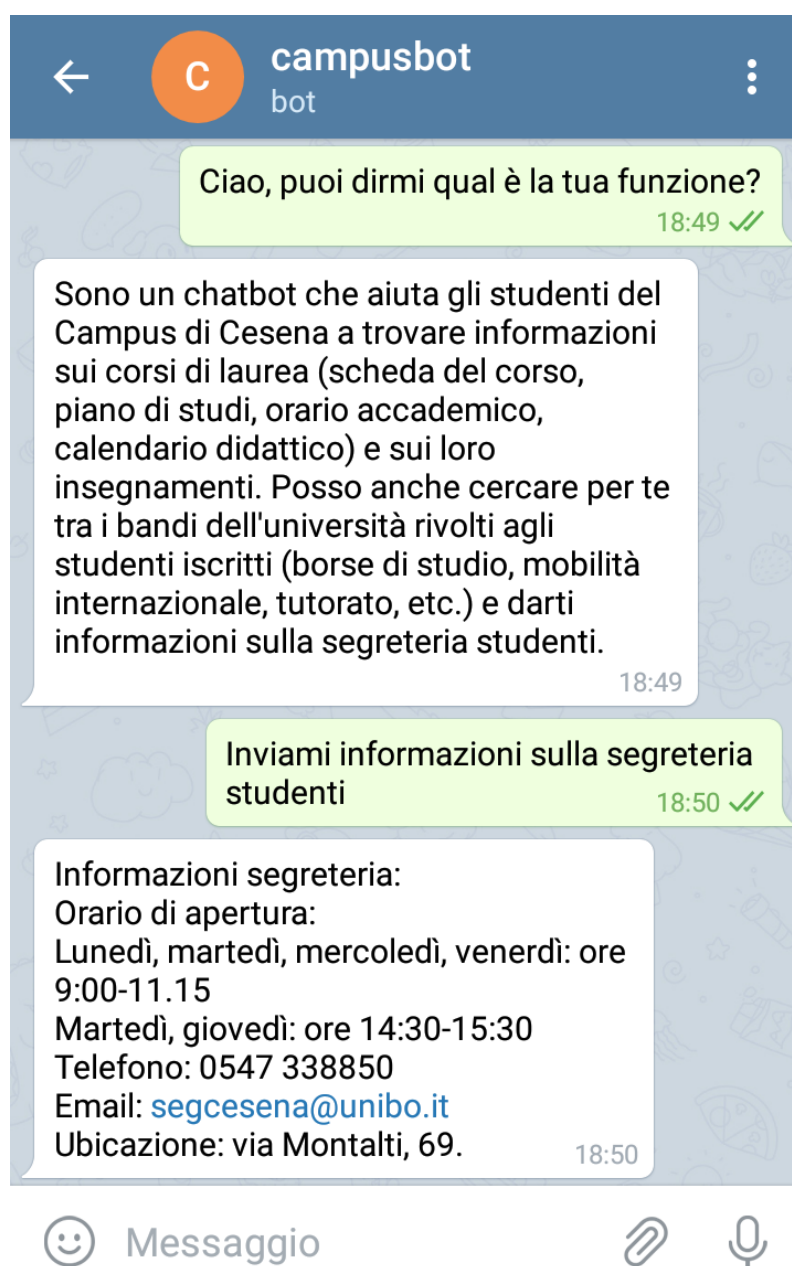 C
campusbot
bot
Ciao, puoi dirmi qual è la tua funzione?
18:49
Sono un chatbot che aiuta gli studenti del
Campus di Cesena a trovare informazioni
sui corsi di laurea (scheda del corso,
piano di studi, orario accademico,
calendario didattico) e sui loro
insegnamenti. Posso anche cercare per te
tra i bandi dell'università rivolti agli
studenti iscritti (borse di studio, mobilità
internazionale, tutorato, etc.) e darti
informazioni sulla segreteria studenti.
18:49
Inviami informazioni sulla segreteria
studenti
18:50
Informazioni segreteria:
Orario di apertura:
Lunedì, martedì, mercoledì, venerdì: ore
9:00-11.15
Martedì, giovedì: ore 14:30-15:30
Telefono: 0547 338850
Email: segcesena@unibo.it
Ubicazione: via Montalti, 69.
18:50
Messaggio